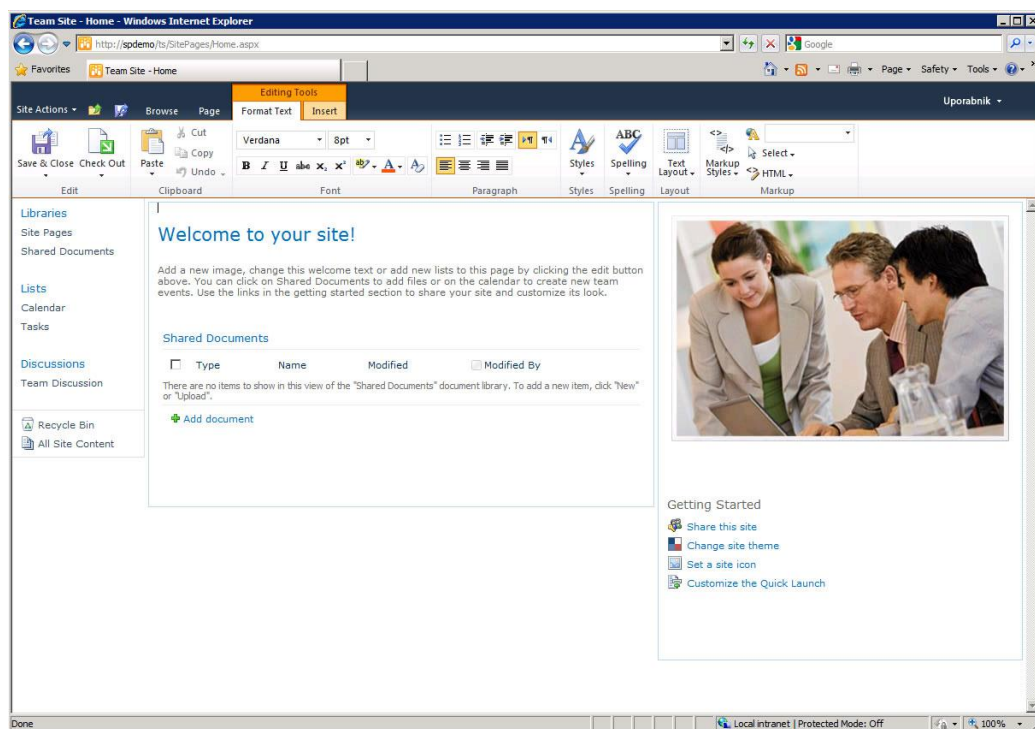 Team Site - Home - Windows Internet Explorer
http://spdemo/ts/SitePages/Home.aspx
Google
Favorites
Team Site - Home
Page
Safety
Tools
Editing Tools
Site Actions
Browse
Page
Format Text
Insert
Uporabnik
Save & Close
Check Out
Paste
Cut
Copy
Undo
Verdana
8pt
B I U abc x₂ x²
ab A A
Styles
ABC
Spelling
Text Layout
Markup Styles
Select
HTML
Edit
Clipboard
Font
Paragraph
Styles
Spelling
Layout
Markup
Libraries
Site Pages
Shared Documents
Lists
Calendar
Tasks
Discussions
Team Discussion
Recycle Bin
All Site Content
Welcome to your site!
Add a new image, change this welcome text or add new lists to this page by clicking the edit button
above. You can click on Shared Documents to add files or on the calendar to create new team
events. Use the links in the getting started section to share your site and customize its look.
Shared Documents
Type Name Modified Modified By
There are no items to show in this view of the "Shared Documents" document library. To add a new item, click "New"
or "Upload".
Add document
Getting Started
Share this site
Change site theme
Set a site icon
Customize the Quick Launch
Done
Local intranet | Protected Mode: Off
100%